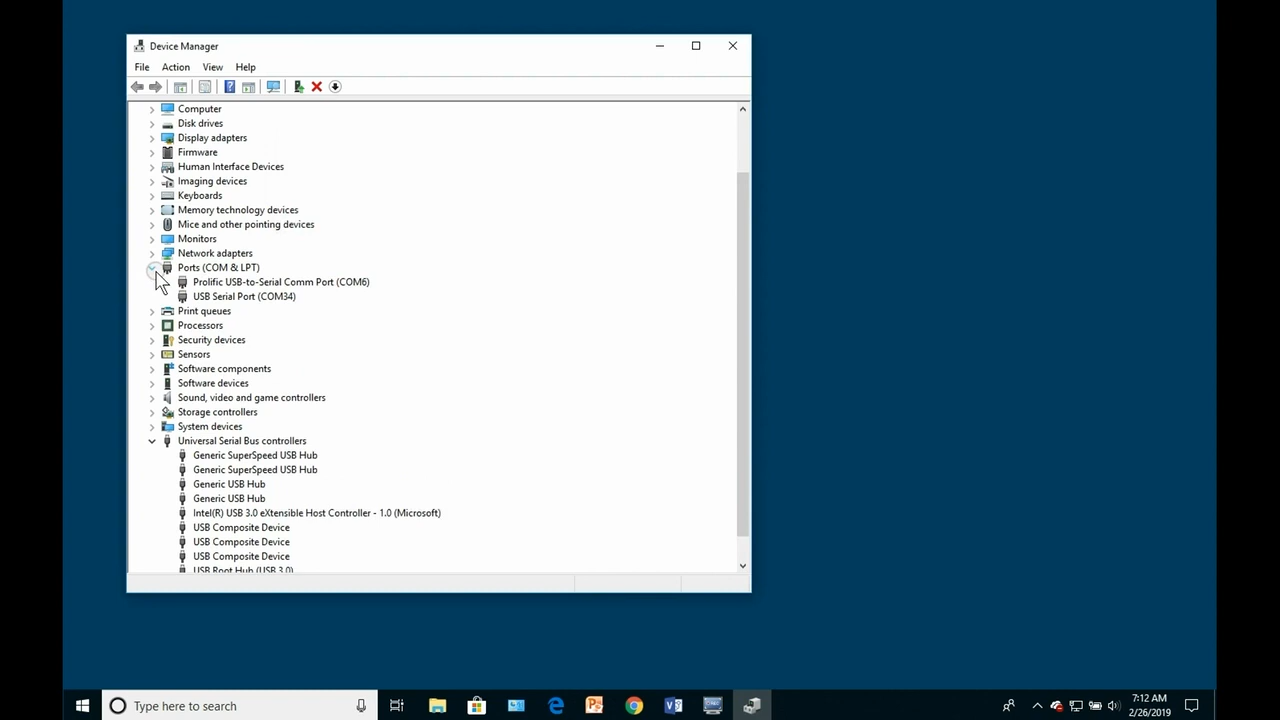 Device Manager
File Action View Help
Computer
Disk drives
Display adapters
Firmware
Human Interface Devices
Imaging devices
Keyboards
Memory technology devices
Mice and other pointing devices
Monitors
Network adapters
Ports (COM & LPT)
Prolific USB-to-Serial Comm Port (COM6)
USB Serial Port (COM34)
Print queues
Processors
Security devices
Sensors
Software components
Software devices
Sound, video and game controllers
Storage controllers
System devices
Universal Serial Bus controllers
Generic SuperSpeed USB Hub
Generic SuperSpeed USB Hub
Generic USB Hub
Generic USB Hub
Intel(R) USB 3.0 eXtensible Host Controller - 1.0 (Microsoft)
USB Composite Device
USB Composite Device
USB Composite Device
USB Root Hub (USB 3.0)
Type here to search
7:12 AM
2/26/2019